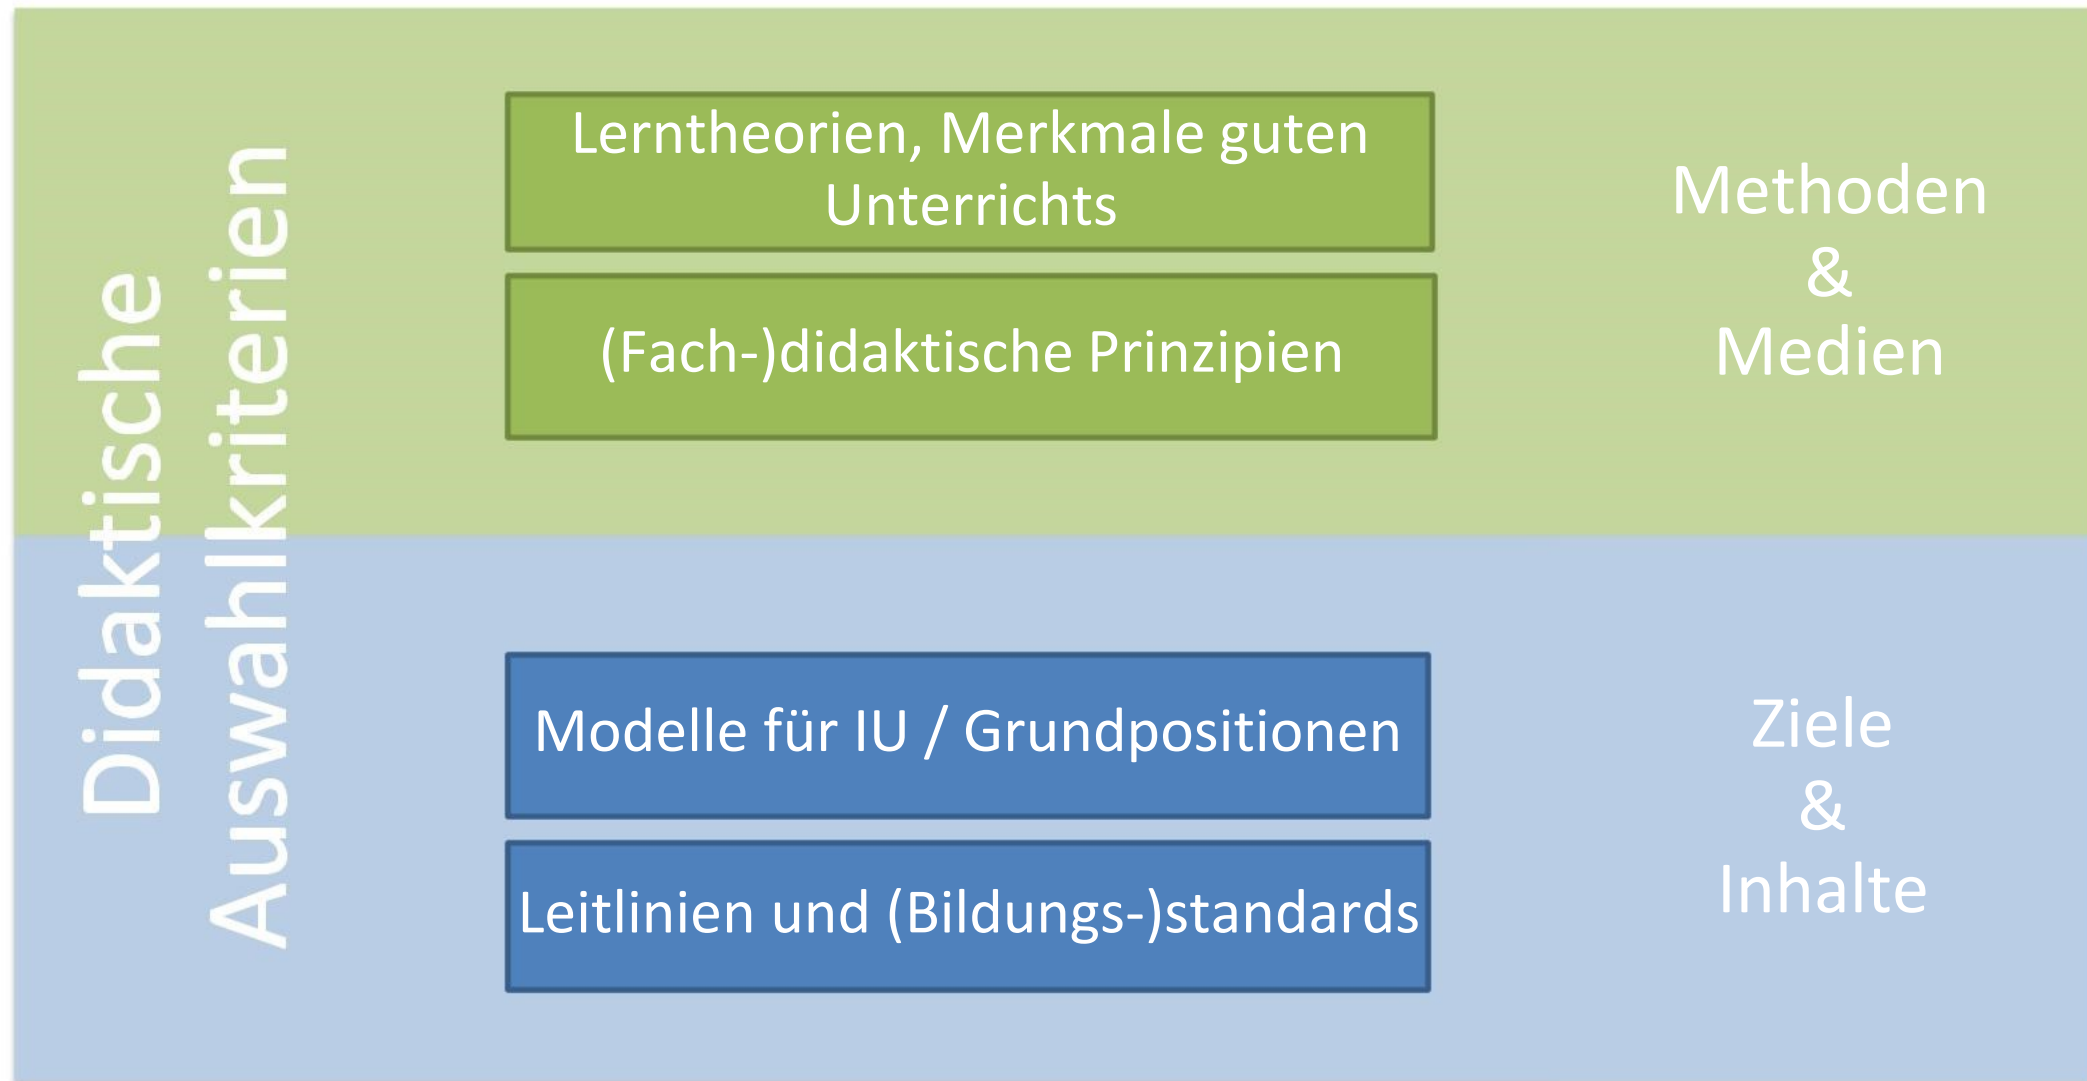 Didaktische
Auswahlkriterien
Lerntheorien, Merkmale guten
Unterrichts
(Fach-)didaktische Prinzipien
Methoden
&
Medien
Modelle für IU / Grundpositionen
Leitlinien und (Bildungs-)standards
Ziele
&
Inhalte